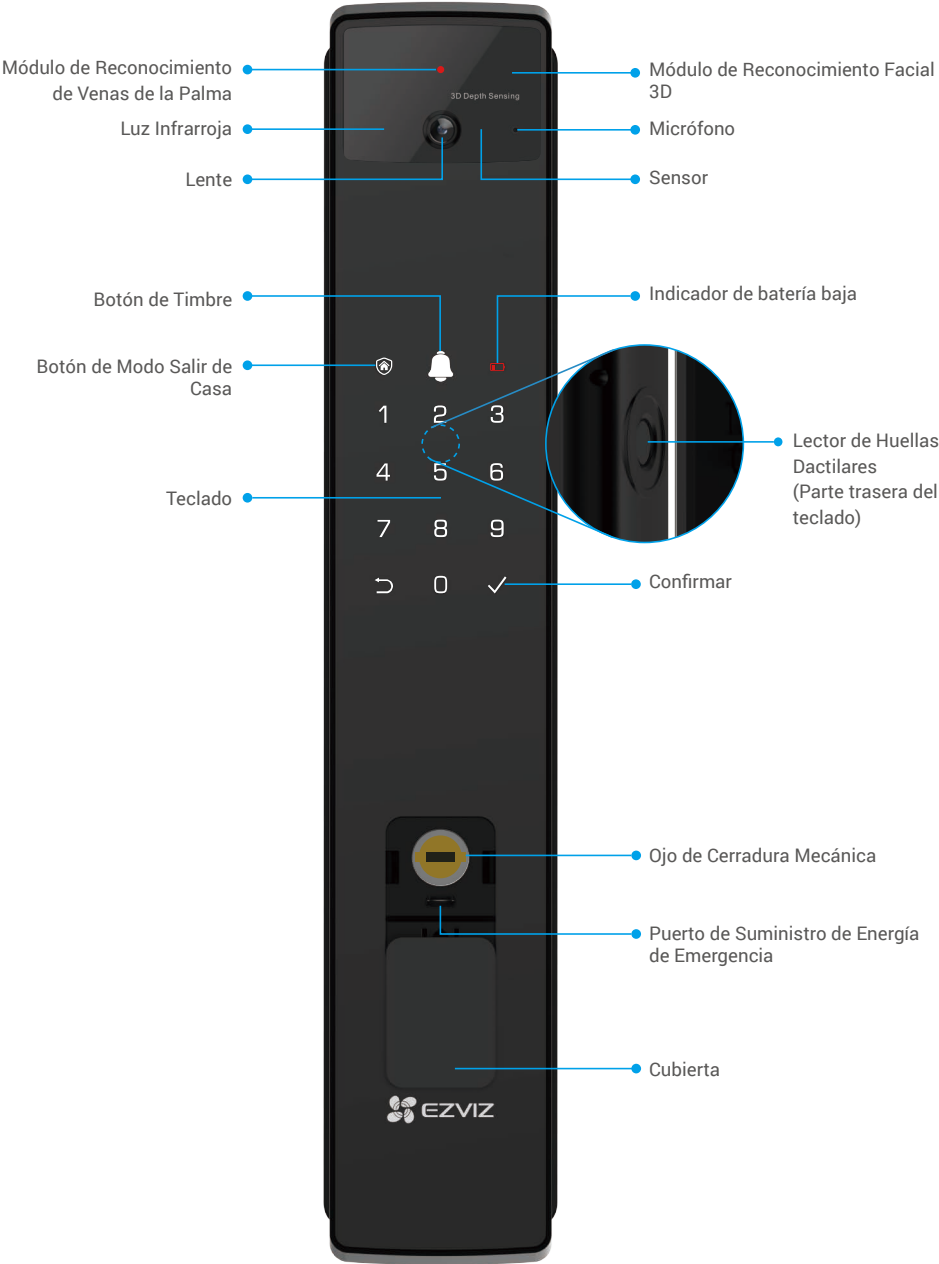 Módulo de Reconocimiento
de Venas de la Palma
Módulo de Reconocimiento Facial
3D
3D Depth Sensing
Luz Infrarroja
Micrófono
Lente
Sensor
Botón de Timbre
Indicador de batería baja
Botón de Modo Salir de
Casa
1 2 3
Lector de Huellas
Dactilares
(Parte trasera del
teclado)
4 5 6
Teclado
7 8 9
0
Confirmar
Ojo de Cerradura Mecánica
Puerto de Suministro de Energía
de Emergencia
Cubierta
EZVIZ